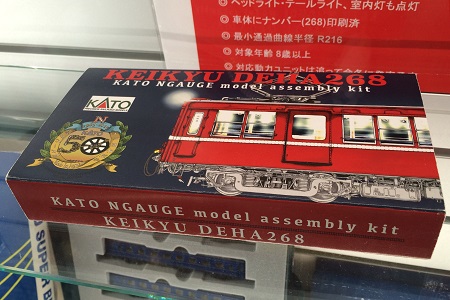 ◎ ヘッドライト・テールライト、室内灯も点灯
◎ 車体にナンバー(268)印刷済
◎ 最小通過曲線半径 R216
◎ 対象年齢 8歳以上
KEIKYU DEHA268
KATO NGAUGE model assembly kit
KATO
N
50
KATO NGAUGE model assembly kit
KEIKYU DEHA268
SUPER